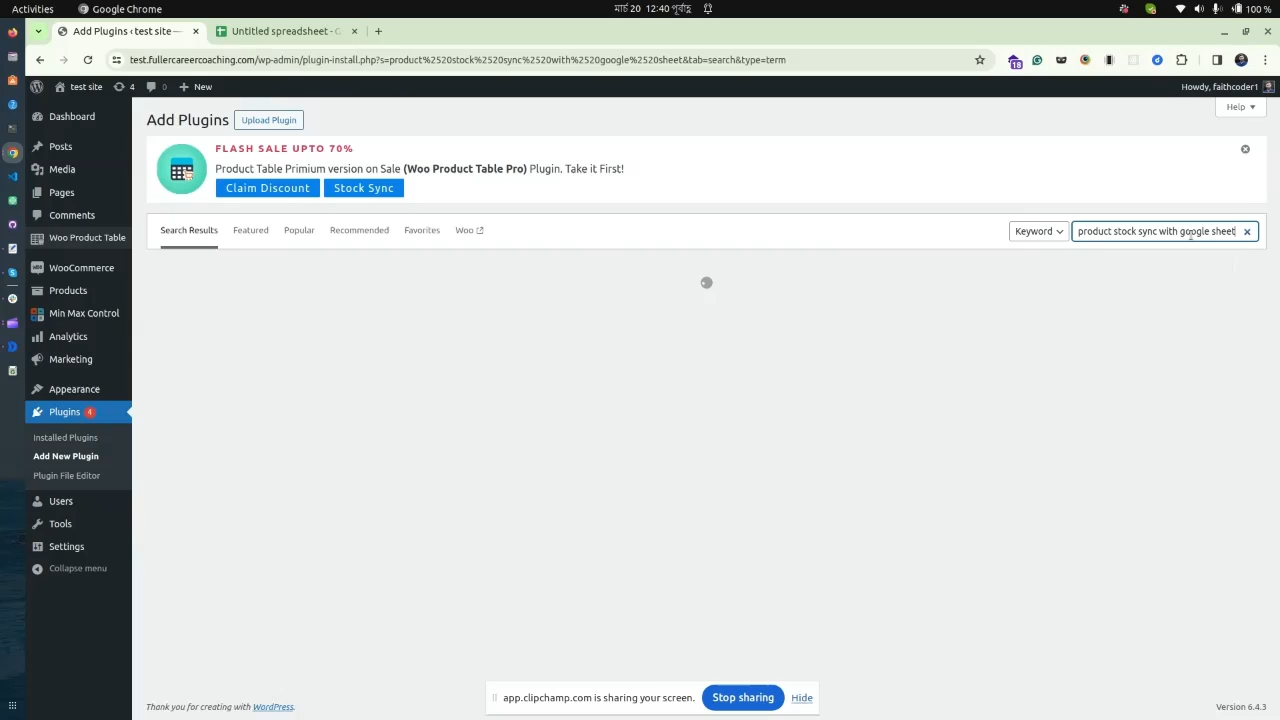 Activities
Google Chrome
মার্চ 20 12:40 পূর্বাহ্ন
100 %
Add Plugins ‹ test site —
Untitled spreadsheet - G
test.fullercareercoaching.com/wp-admin/plugin-install.php?s=product%2520stock%2520sync%2520with%2520google%2520sheet&tab=search&type=term
18
test site
4
0
New
Howdy, faithcoder1
Dashboard
Posts
Media
Pages
Comments
Woo Product Table
WooCommerce
Products
Min Max Control
Analytics
Marketing
Appearance
Plugins 4
Installed Plugins
Add New Plugin
Plugin File Editor
Users
Tools
Settings
Collapse menu
Help
Add Plugins
Upload Plugin
FLASH SALE UPTO 70%
Product Table Primium version on Sale (Woo Product Table Pro) Plugin. Take it First!
Claim Discount
Stock Sync
Search Results
Featured
Popular
Recommended
Favorites
Woo
Keyword
product stock sync with google sheet
app.clipchamp.com is sharing your screen.
Stop sharing
Hide
Thank you for creating with WordPress.
Version 6.4.3